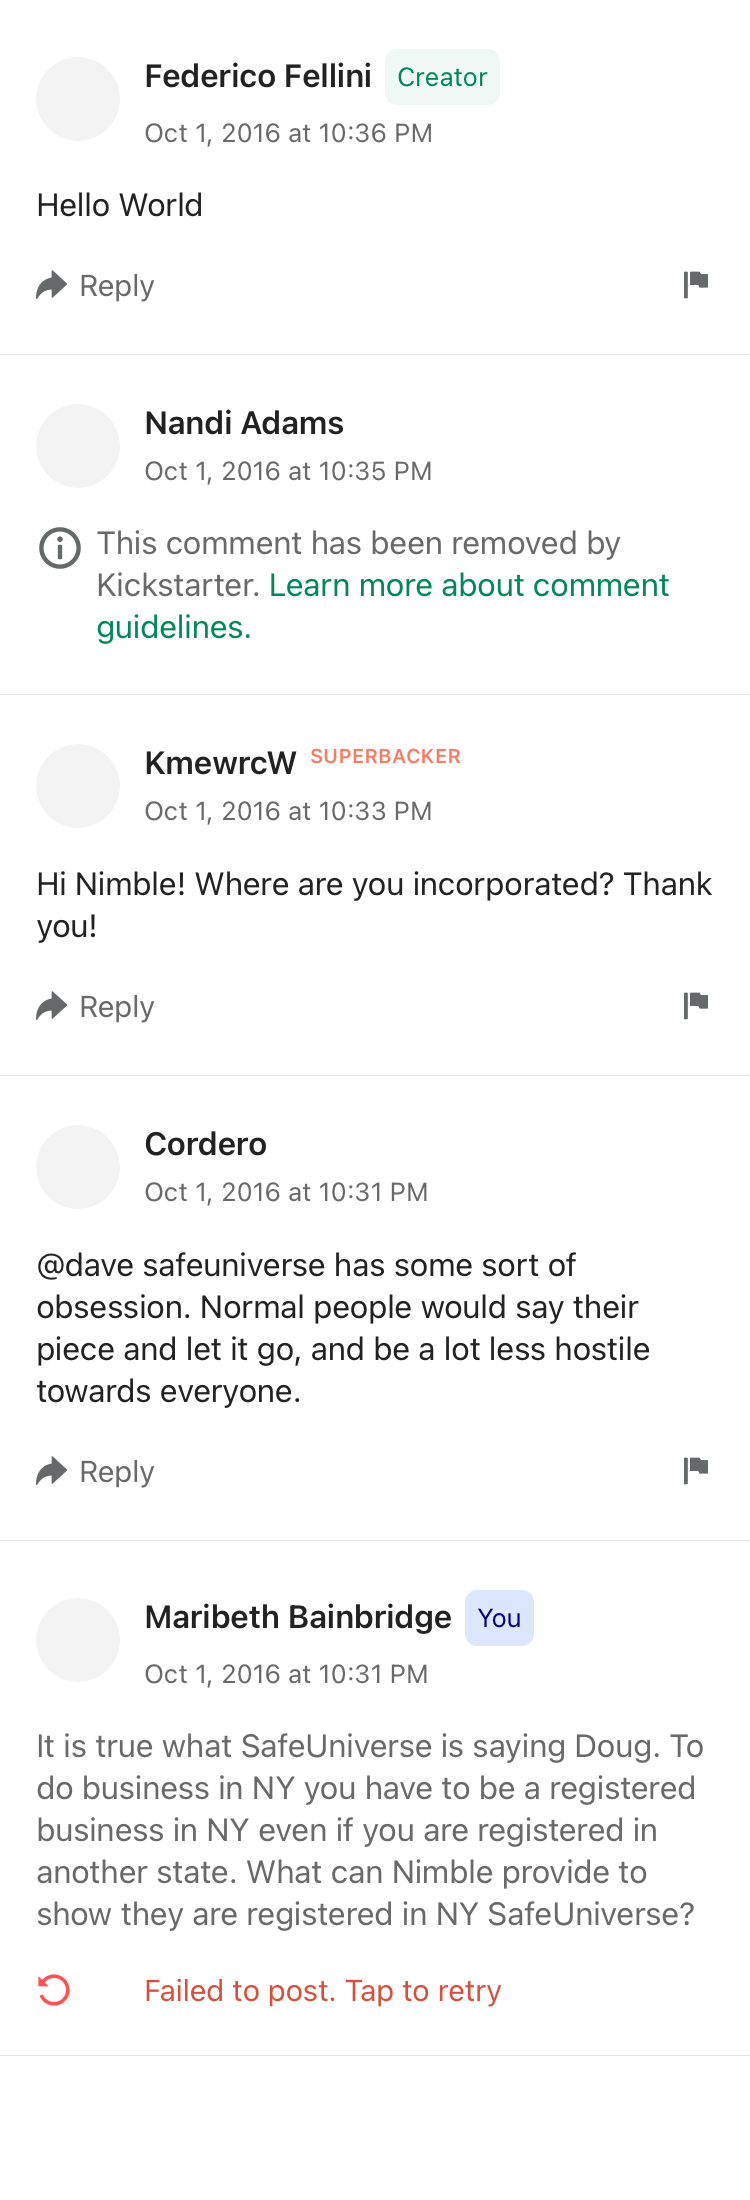 Federico Fellini Creator
Oct 1, 2016 at 10:36 PM
Hello World
Reply
Nandi Adams
Oct 1, 2016 at 10:35 PM
This comment has been removed by
Kickstarter. Learn more about comment
guidelines.
KmewrcW SUPERBACKER
Oct 1, 2016 at 10:33 PM
Hi Nimble! Where are you incorporated? Thank
you!
Reply
Cordero
Oct 1, 2016 at 10:31 PM
@dave safeuniverse has some sort of
obsession. Normal people would say their
piece and let it go, and be a lot less hostile
towards everyone.
Reply
Maribeth Bainbridge You
Oct 1, 2016 at 10:31 PM
It is true what SafeUniverse is saying Doug. To
do business in NY you have to be a registered
business in NY even if you are registered in
another state. What can Nimble provide to
show they are registered in NY SafeUniverse?
Failed to post. Tap to retry